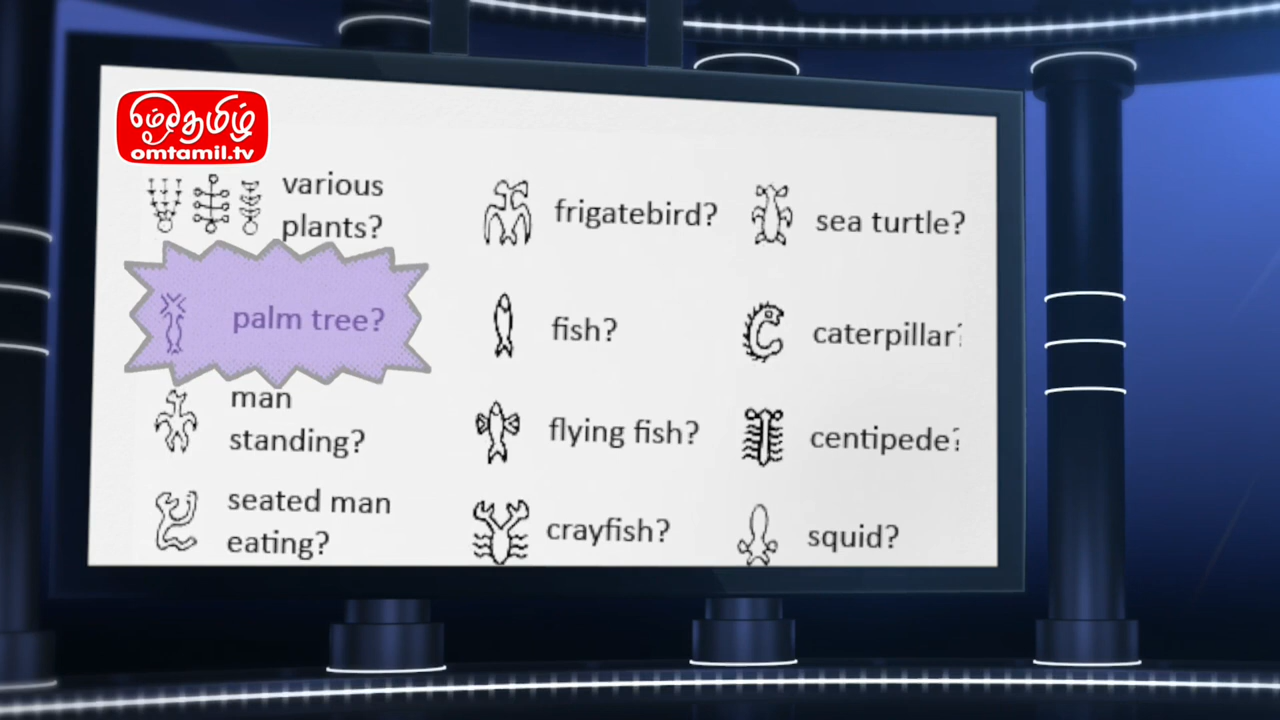 ஓம்தமிழ்
omtamil.tv
various
plants?
frigatebird?
sea turtle?
palm tree?
fish?
caterpillar?
man
standing?
flying fish?
centipede?
seated man
eating?
crayfish?
squid?